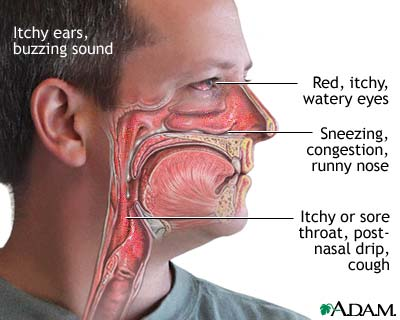 Itchy ears,
buzzing sound
Red, itchy,
watery eyes
Sneezing,
congestion,
runny nose
Itchy or sore
throat, post-
nasal drip,
cough
A.D.A.M.